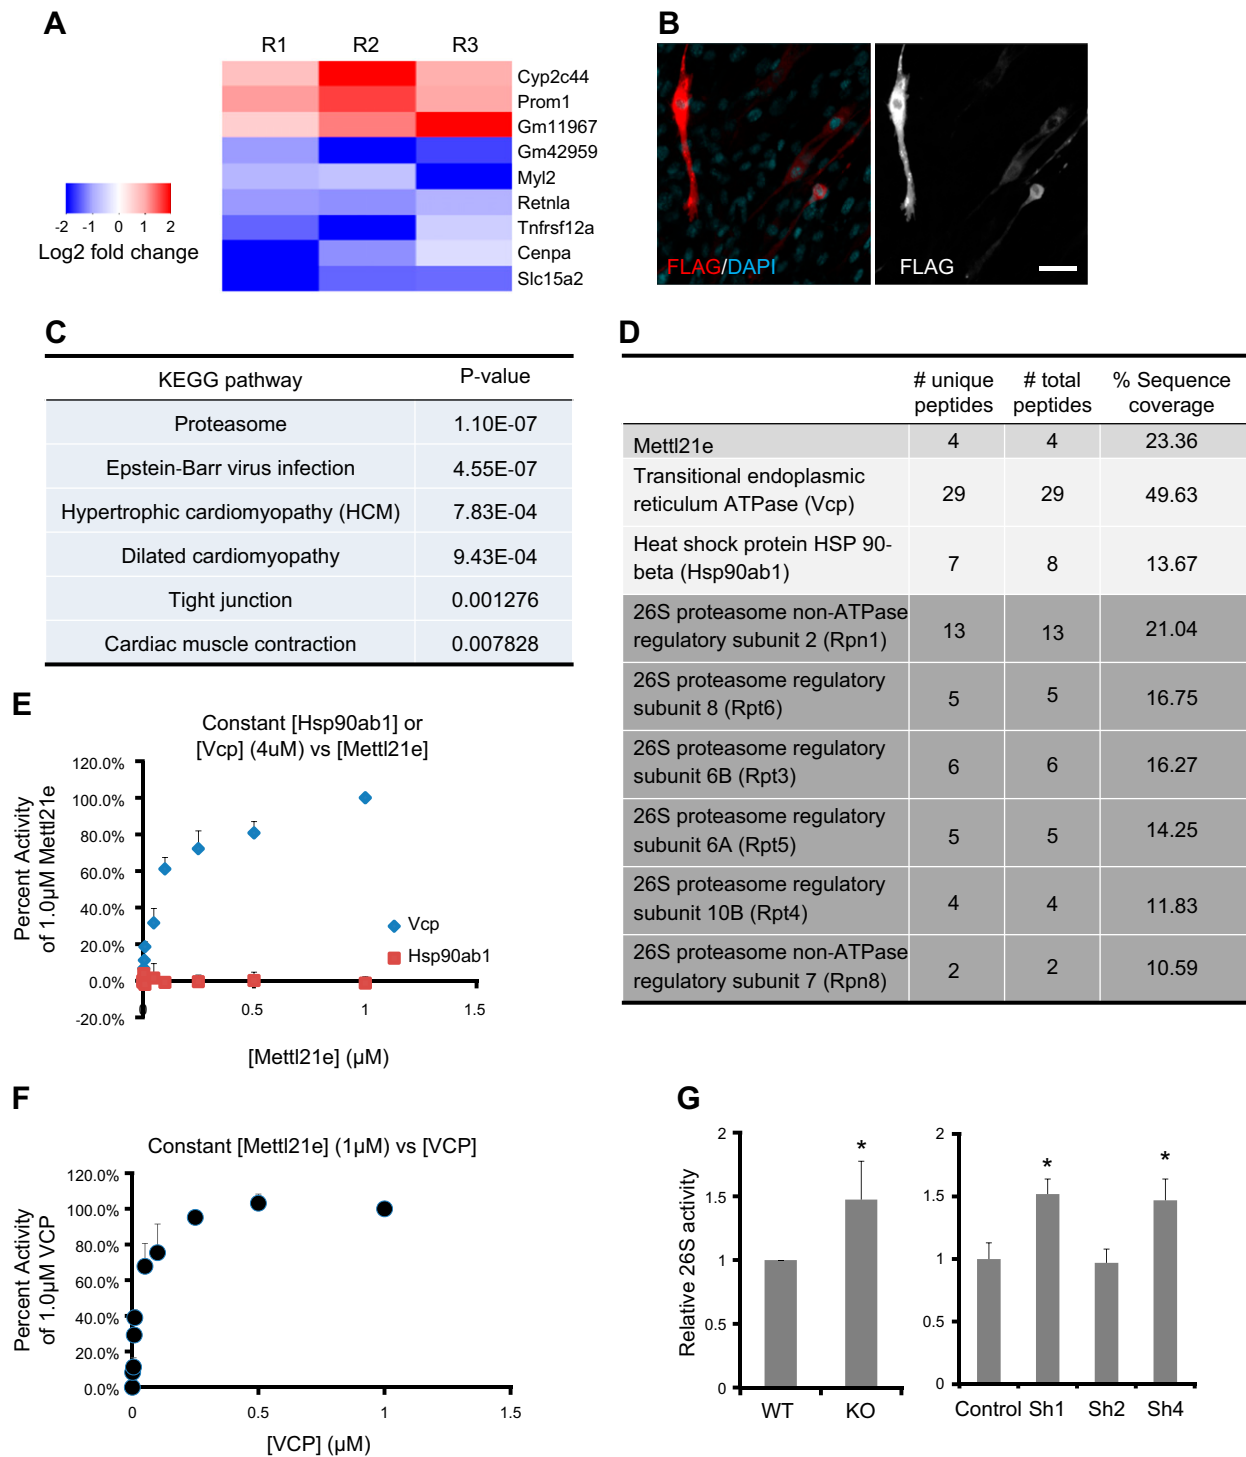 A
R1 R2 R3
Cyp2c44
Prom1
Gm11967
Gm42959
Myl2
Retnla
Tnfrsf12a
Cenpa
Slc15a2
-2 -1 0 1 2
Log2 fold change
B
FLAG/DAPI
FLAG
C
KEGG pathway P-value
Proteasome 1.10E-07
Epstein-Barr virus infection 4.55E-07
Hypertrophic cardiomyopathy (HCM) 7.83E-04
Dilated cardiomyopathy 9.43E-04
Tight junction 0.001276
Cardiac muscle contraction 0.007828
D
# unique # total % Sequence
peptides peptides coverage
Mettl21e 4 4 23.36
Transitional endoplasmic
reticulum ATPase (Vcp) 29 29 49.63
Heat shock protein HSP 90-
beta (Hsp90ab1) 7 8 13.67
26S proteasome non-ATPase
regulatory subunit 2 (Rpn1) 13 13 21.04
26S proteasome regulatory
subunit 8 (Rpt6) 5 5 16.75
26S proteasome regulatory
subunit 6B (Rpt3) 6 6 16.27
26S proteasome regulatory
subunit 6A (Rpt5) 5 5 14.25
26S proteasome regulatory
subunit 10B (Rpt4) 4 4 11.83
26S proteasome non-ATPase
regulatory subunit 7 (Rpn8) 2 2 10.59
E
Constant [Hsp90ab1] or
[Vcp] (4uM) vs [Mettl21e]
Percent Activity
of 1.0µM Mettl21e
120.0%
100.0%
80.0%
60.0%
40.0%
20.0%
0.0%
-20.0%
Vcp
Hsp90ab1
0 0.5 1 1.5
[Mettl21e] (µM)
F
Constant [Mettl21e] (1µM) vs [VCP]
Percent Activity
of 1.0µM VCP
120.0%
100.0%
80.0%
60.0%
40.0%
20.0%
0.0%
0 0.5 1 1.5
[VCP] (µM)
G
Relative 26S activity
2
1.5
1
0.5
0
*
WT KO
2
1.5
1
0.5
0
* *
Control Sh1 Sh2 Sh4